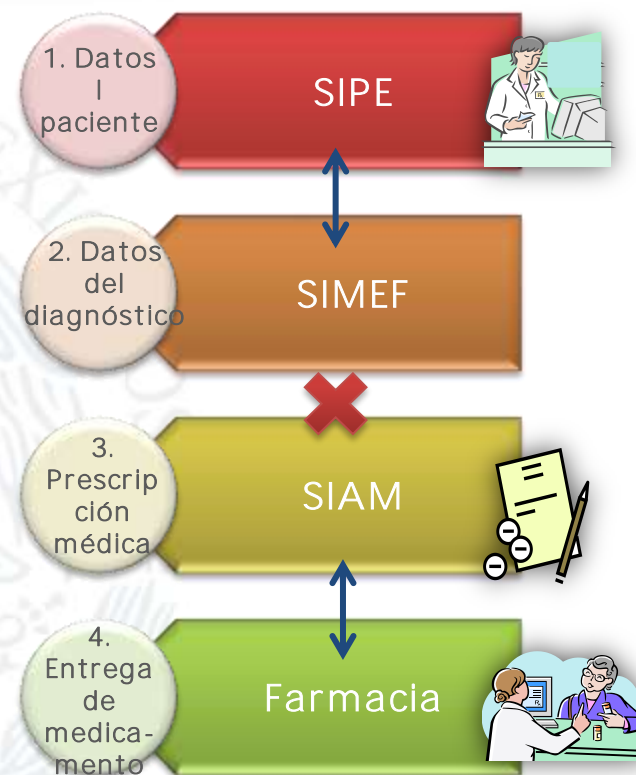 1. Datos
l
paciente
SIPE
2. Datos
del
diagnóstico
SIMEF
3.
Prescrip
ción
médica
SIAM
4.
Entrega
de
medica-
mento
Farmacia